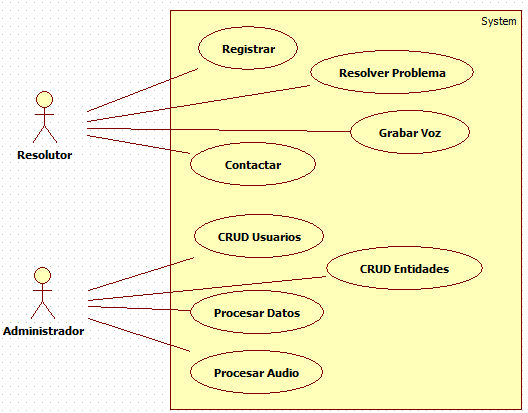 System
Registrar
Resolver Problema
Resolutor
Grabar Voz
Contactar
CRUD Usuarios
CRUD Entidades
Administrador
Procesar Datos
Procesar Audio